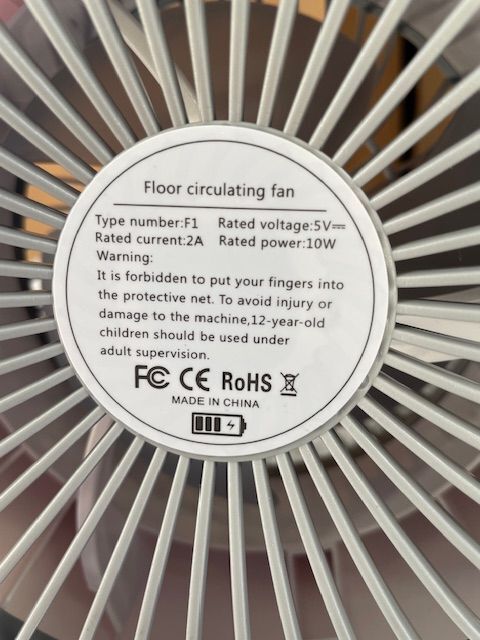 Floor circulating fan
Type number:F1 Rated voltage:5V⎓
Rated current:2A Rated power:10W
Warning:
It is forbidden to put your fingers into
the protective net. To avoid injury or
damage to the machine,12-year-old
children should be used under
adult supervision.
FC CE RoHS
MADE IN CHINA